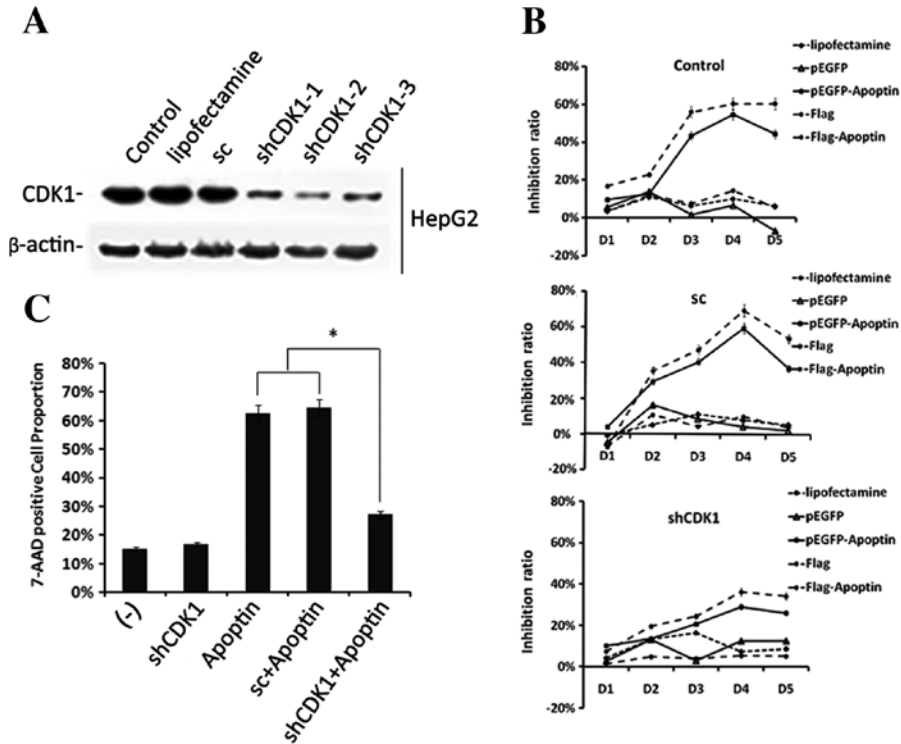 A
Control
lipofectamine
sc
shCDK1-1
shCDK1-2
shCDK1-3
CDK1-
β-actin-
HepG2
B
Control
Inhibition ratio
80%
60%
40%
20%
0%
-20%
D1 D2 D3 D4 D5
lipofectamine
pEGFP
pEGFP-Apoptin
Flag
Flag-Apoptin
SC
Inhibition ratio
80%
60%
40%
20%
0%
-20%
D1 D2 D3 D4 D5
lipofectamine
pEGFP
pEGFP-Apoptin
Flag
Flag-Apoptin
shCDK1
Inhibition ratio
80%
60%
40%
20%
0%
-20%
D1 D2 D3 D4 D5
lipofectamine
pEGFP
pEGFP-Apoptin
Flag
Flag-Apoptin
C
7-AAD positive Cell Proportion
80%
70%
60%
50%
40%
30%
20%
10%
0%
*
(-)
shCDK1
Apoptin
sc+Apoptin
shCDK1+Apoptin